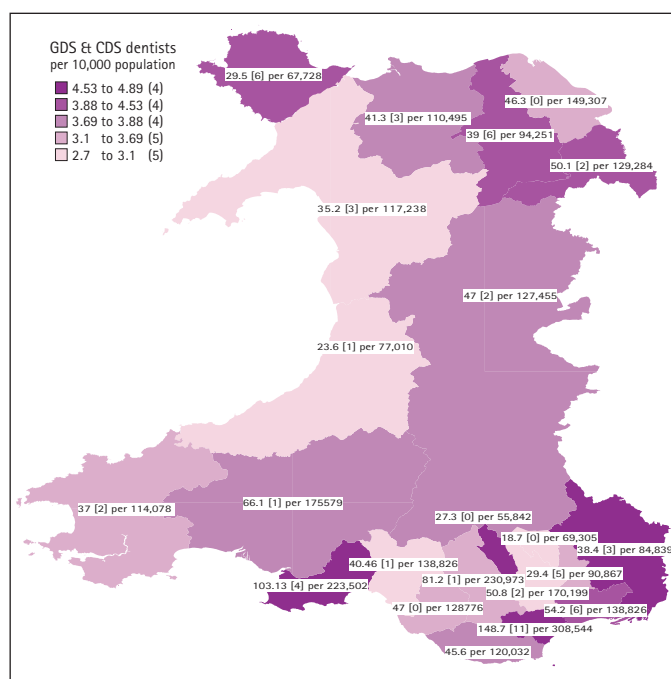 GDS & CDS dentists
per 10,000 population
4.53 to 4.89 (4)
3.88 to 4.53 (4)
3.69 to 3.88 (4)
3.1 to 3.69 (5)
2.7 to 3.1 (5)
29.5 [6] per 67,728
46.3 [0] per 149,307
41.3 [3] per 110,495
39 [6] per 94,251
50.1 [2] per 129,284
35.2 [3] per 117,238
47 [2] per 127,455
23.6 [1] per 77,010
66.1 [1] per 175579
37 [2] per 114,078
27.3 [0] per 55,842
18.7 [0] per 69,305
38.4 [3] per 84,839
40.46 [1] per 138,826
29.4 [5] per 90,867
81.2 [1] per 230,973
103.13 [4] per 223,502
50.8 [2] per 170,199
47 [0] per 128776
54.2 [6] per 138,826
148.7 [11] per 308,544
45.6 per 120,032